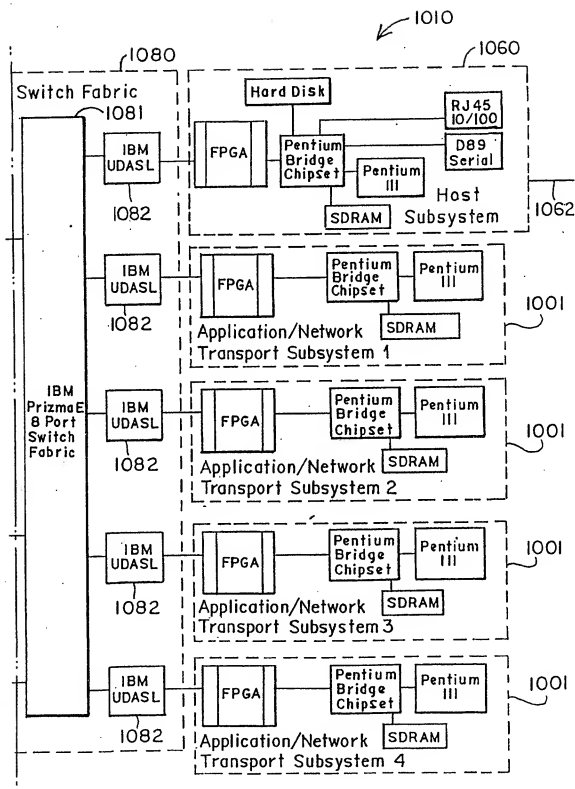 1010
1080
1060
Switch Fabric
1081
Hard Disk
RJ45
10/100
IBM
UDASL
FPGA
Pentium
Bridge
Chipset
D89
Serial
Pentium
III
1082
Host
Subsystem
SDRAM
1062
IBM
UDASL
FPGA
Pentium
Bridge
Chipset
Pentium
III
1082
SDRAM
1001
Application/Network
Transport Subsystem 1
IBM
PrizmaE
8 Port
Switch
Fabric
IBM
UDASL
FPGA
Pentium
Bridge
Chipset
Pentium
III
1082
SDRAM
1001
Application/Network
Transport Subsystem 2
IBM
UDASL
FPGA
Pentium
Bridge
Chipset
Pentium
III
1082
SDRAM
1001
Application/Network
Transport Subsystem 3
IBM
UDASL
FPGA
Pentium
Bridge
Chipset
Pentium
III
1082
SDRAM
1001
Application/Network
Transport Subsystem 4